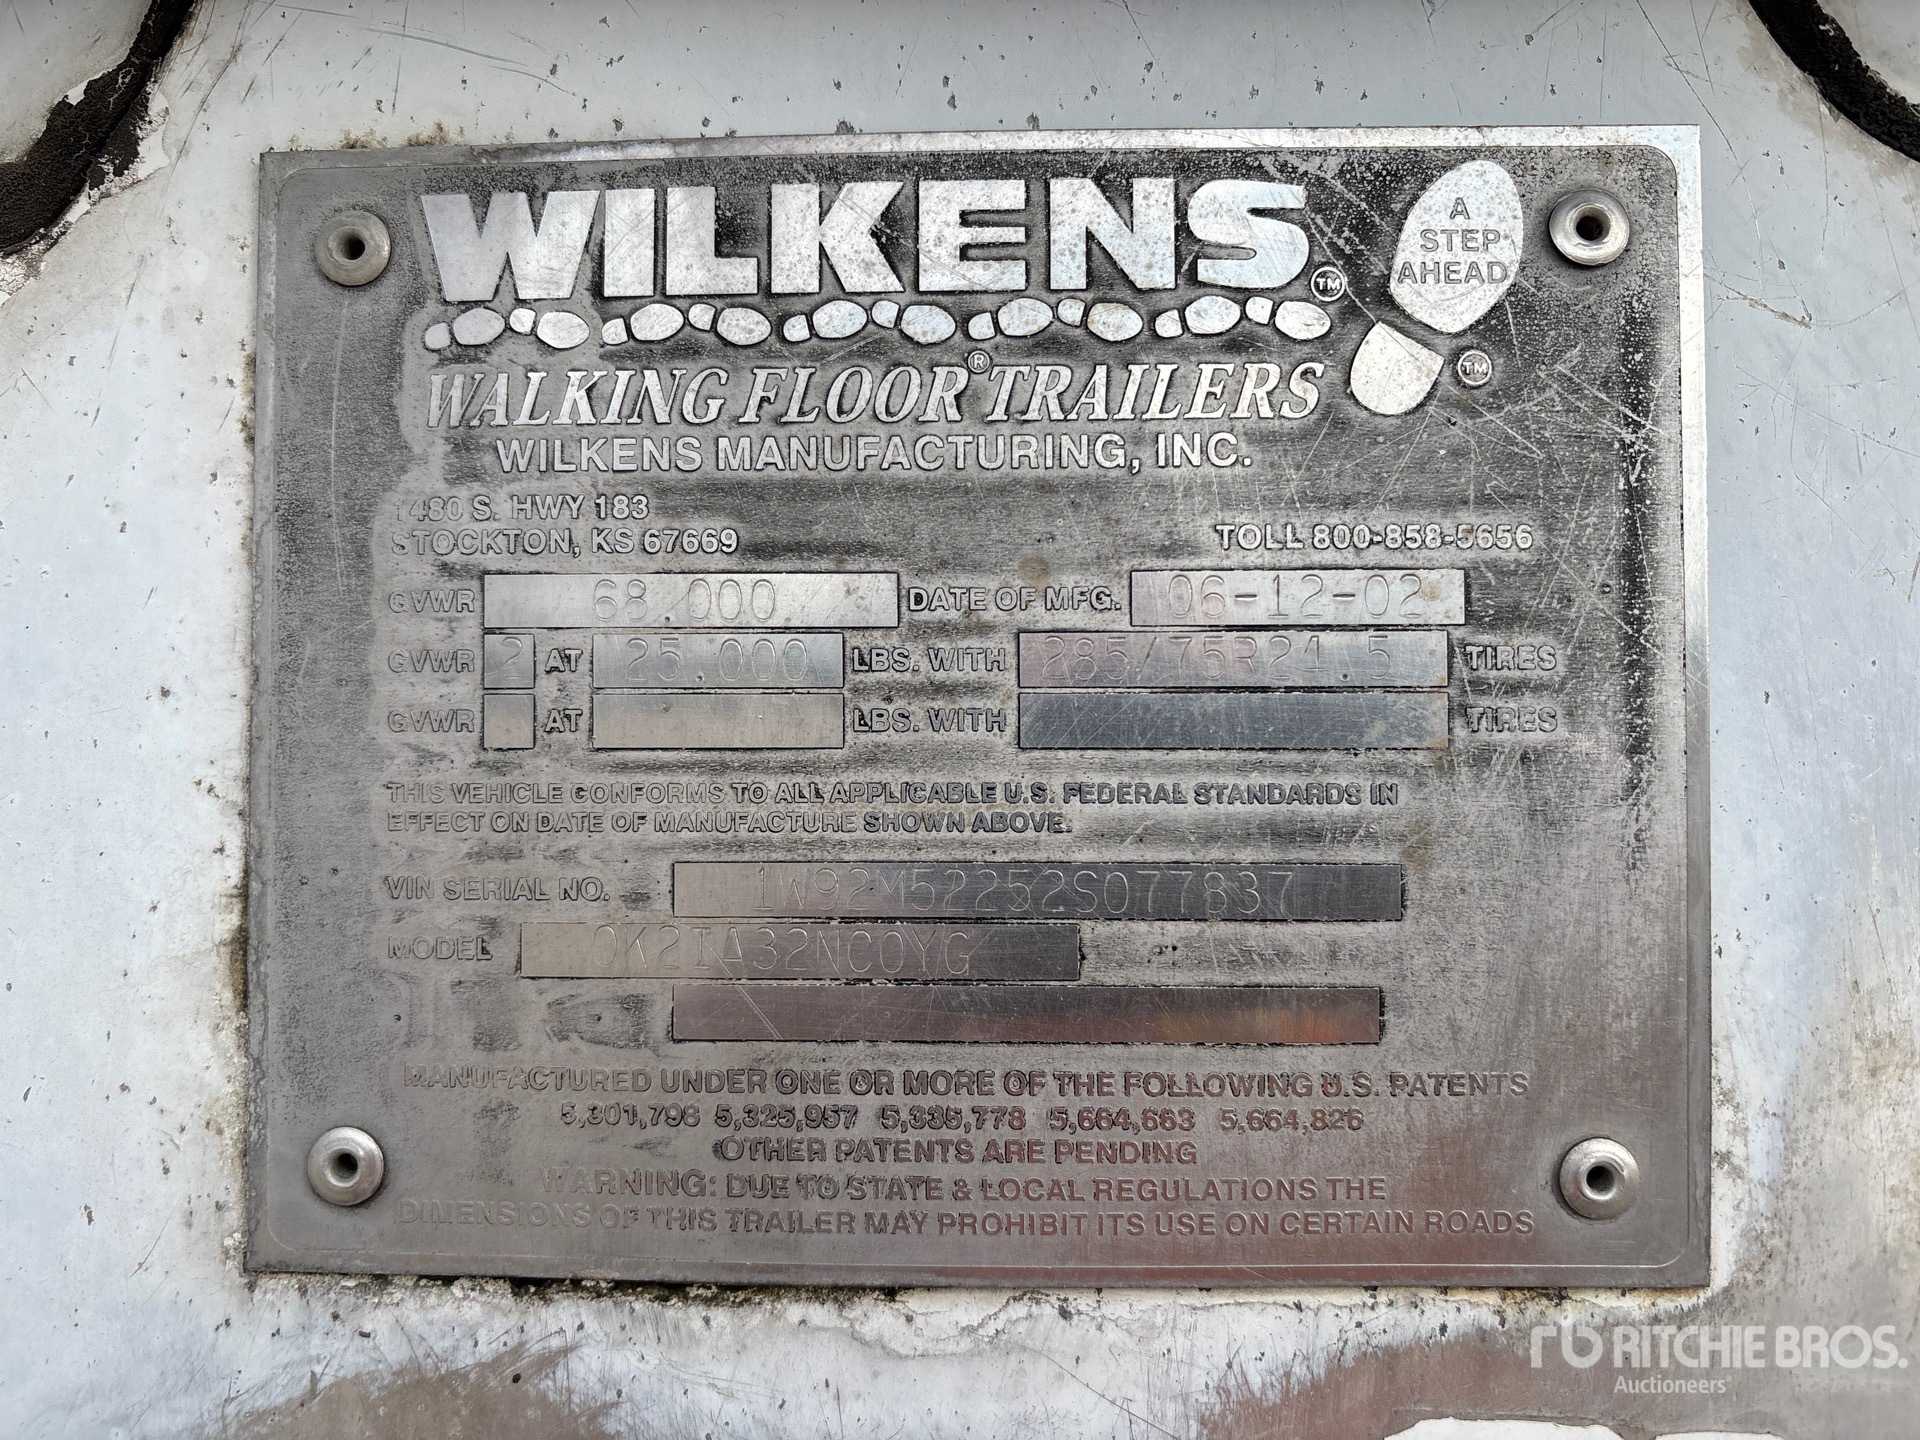 WILKENS™
A
STEP
AHEAD
™
WALKING FLOOR® TRAILERS
WILKENS MANUFACTURING, INC.
1480 S. HWY 183
STOCKTON, KS 67669
TOLL 800-858-5656
GVWR 68.000 DATE OF MFG. 06-12-02
GVWR 2 AT 25.000 LBS. WITH 285/75R24.5 TIRES
GVWR AT LBS. WITH TIRES
THIS VEHICLE CONFORMS TO ALL APPLICABLE U.S. FEDERAL STANDARDS IN
EFFECT ON DATE OF MANUFACTURE SHOWN ABOVE.
VIN SERIAL NO. 1W92M52252S077837
MODEL OK2IA32NCOYG
MANUFACTURED UNDER ONE OR MORE OF THE FOLLOWING U.S. PATENTS
5,301,798 5,325,957 5,335,778 5,664,663 5,664,826
OTHER PATENTS ARE PENDING
WARNING: DUE TO STATE & LOCAL REGULATIONS THE
DIMENSIONS OF THIS TRAILER MAY PROHIBIT ITS USE ON CERTAIN ROADS
rb RITCHIE BROS.
Auctioneers